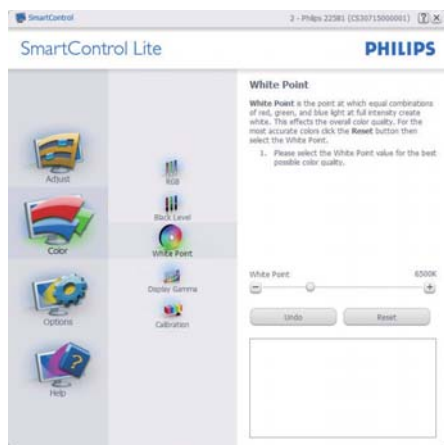 SmartControl
2 - Philips 225B1 (CS30715000001)
SmartControl Lite
PHILIPS
Adjust
Color
Options
Help
RGB
Black Level
White Point
Display Gamma
Calibration
White Point
White Point is the point at which equal combinations
of red, green, and blue light at full intensity create
white. This effects the overall color quality. For the
most accurate colors click the Reset button then
select the White Point.
1. Please select the White Point value for the best
possible color quality.
White Point
6500K
Undo
Reset